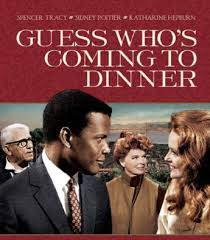 SPENCER TRACY SIDNEY POITIER KATHARINE HEPBURN
GUESS WHO'S
COMING TO
DINNER